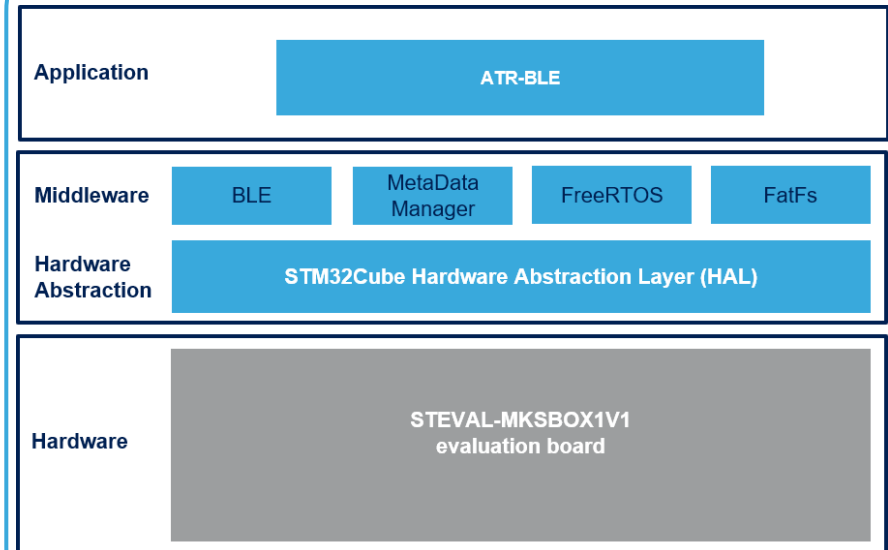 Application
ATR-BLE
Middleware
BLE
MetaData
Manager
FreeRTOS
FatFs
Hardware
Abstraction
STM32Cube Hardware Abstraction Layer (HAL)
Hardware
STEVAL-MKSBOX1V1
evaluation board